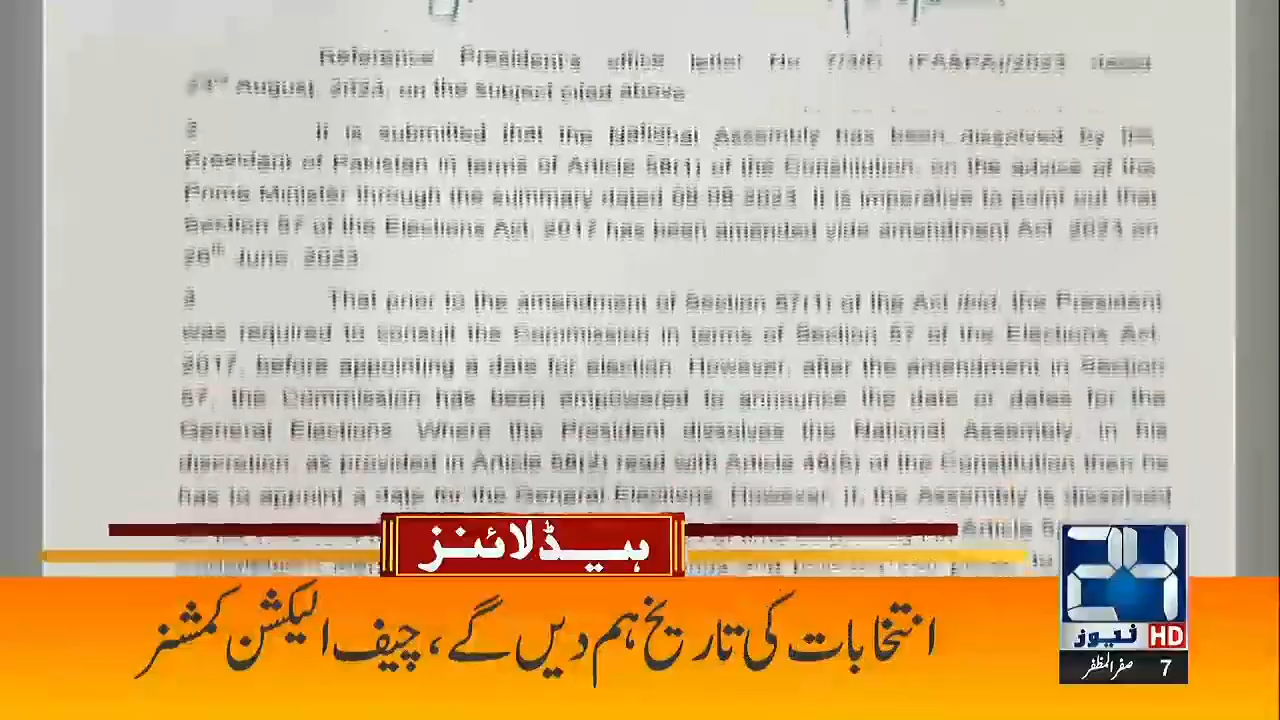 Reference President's office letter No
August, 2023, on the subject cited above
It is submitted that the National Assembly has been dissolved by the
President of Pakistan in terms of Article 58(1) of the Constitution, on the advice of the
Prime Minister through the summary dated 09.08.2023. It is imperative to point out that
Section 57 of the Elections Act, 2017 has been amended vide amendment Act, 2023 on
26th June, 2023
That prior to the amendment of Section 57(1) of the Act ibid, the President
was required to consult the Commission in terms of Section 57 of the Elections Act,
2017, before appointing a date for election. However, after the amendment in Section
57, the Commission has been empowered to announce the date or dates for the
General Elections. Where the President dissolves the National Assembly, in his
discretion, as provided in Article 58(2) read with Article 48(5) of the Constitution then he
has to appoint a date for the General Elections. However, if, the Assembly is dissolved
ہیڈلائنز
انتخابات کی تاریخ ہم دیں گے، چیف الیکشن کمشنر
24
نیوز HD
7 صفرالمظفر